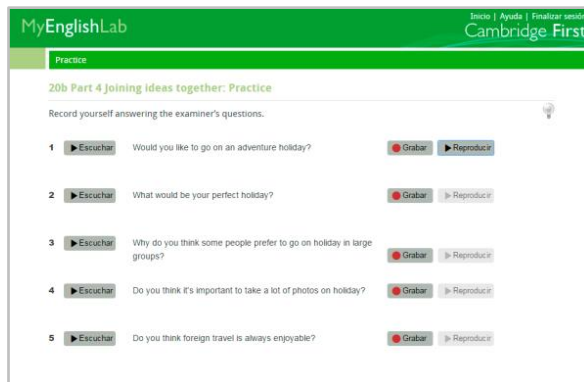 MyEnglishLab
Inicio | Ayuda | Finalizar sesión
Cambridge First
Practice
20b Part 4 Joining ideas together: Practice
Record yourself answering the examiner's questions.
1 Escuchar Would you like to go on an adventure holiday? Grabar Reproducir
2 Escuchar What would be your perfect holiday? Grabar Reproducir
3 Escuchar Why do you think some people prefer to go on holiday in large
groups? Grabar Reproducir
4 Escuchar Do you think it's important to take a lot of photos on holiday? Grabar Reproducir
5 Escuchar Do you think foreign travel is always enjoyable? Grabar Reproducir